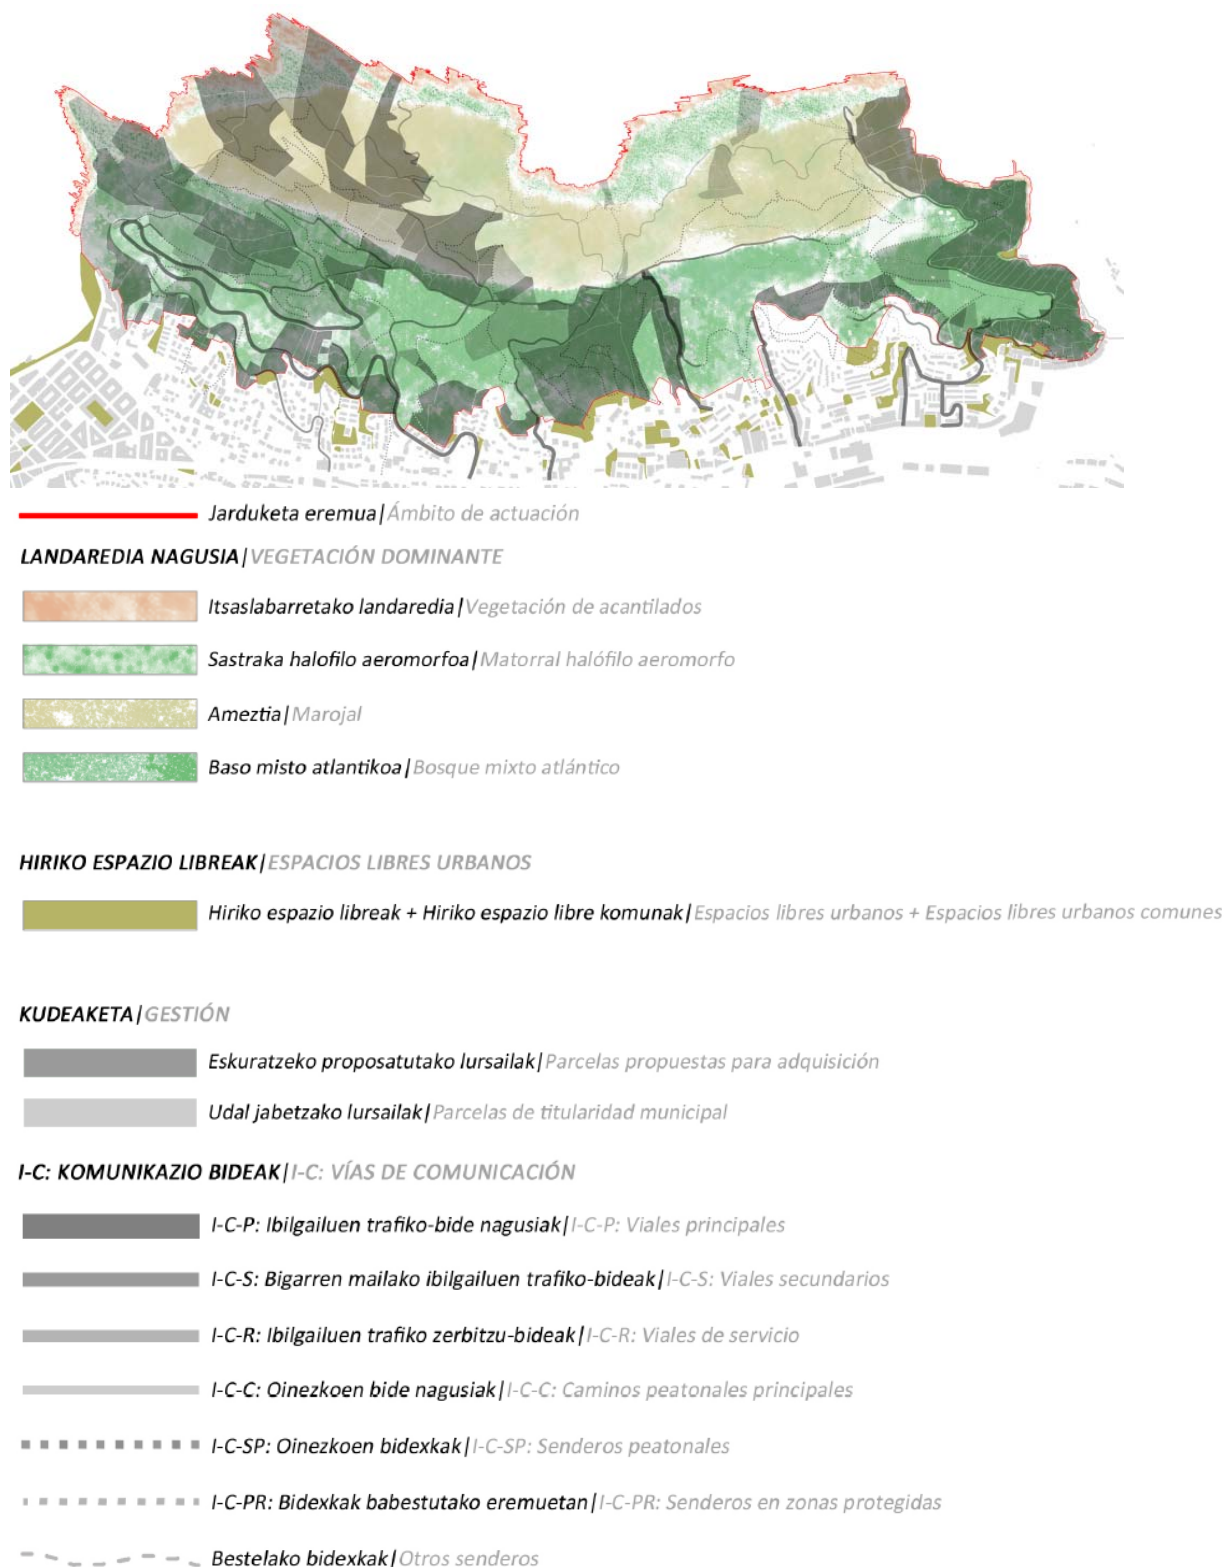 Jarduketa eremua|Ámbito de actuación
LANDAREDIA NAGUSIA|VEGETACIÓN DOMINANTE
Itsaslabarretako landaredia|Vegetación de acantilados
Sastraka halofilo aeromorfoa|Matorral halófilo aeromorfo
Ameztia|Marojal
Baso misto atlantikoa|Bosque mixto atlántico
HIRIKO ESPAZIO LIBREAK|ESPACIOS LIBRES URBANOS
Hiriko espazio libreak + Hiriko espazio libre komunak|Espacios libres urbanos + Espacios libres urbanos comunes
KUDEAKETA|GESTIÓN
Eskuratzeko proposatutako lursailak|Parcelas propuestas para adquisición
Udal jabetzako lursailak|Parcelas de titularidad municipal
I-C: KOMUNIKAZIO BIDEAK|I-C: VÍAS DE COMUNICACIÓN
I-C-P: Ibilgailuen trafiko-bide nagusiak|I-C-P: Viales principales
I-C-S: Bigarren mailako ibilgailuen trafiko-bideak|I-C-S: Viales secundarios
I-C-R: Ibilgailuen trafiko zerbitzu-bideak|I-C-R: Viales de servicio
I-C-C: Oinezkoen bide nagusiak|I-C-C: Caminos peatonales principales
I-C-SP: Oinezkoen bidexkak|I-C-SP: Senderos peatonales
I-C-PR: Bidexkak babestutako eremuetan|I-C-PR: Senderos en zonas protegidas
Bestelako bidexkak|Otros senderos